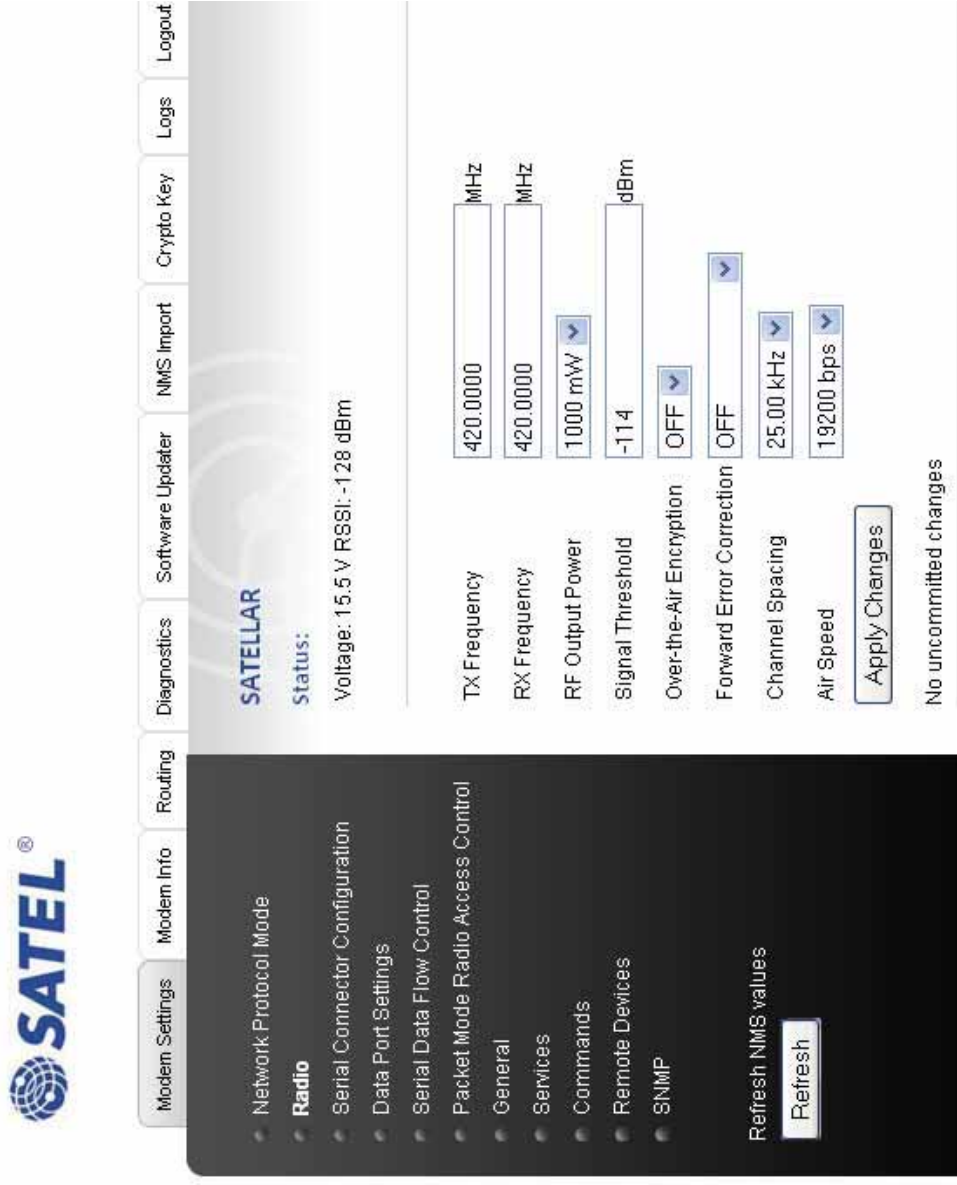 SATEL®
Modem Settings Modem Info Routing Diagnostics Software Updater NMS Import Crypto Key Logs Logout
Network Protocol Mode
Radio
Serial Connector Configuration
Data Port Settings
Serial Data Flow Control
Packet Mode Radio Access Control
General
Services
Commands
Remote Devices
SNMP
Refresh NMS values
Refresh
SATELLAR
Status:
Voltage: 15.5 V RSSI: -128 dBm
TX Frequency 420.0000 MHz
RX Frequency 420.0000 MHz
RF Output Power 1000 mW
Signal Threshold -114 dBm
Over-the-Air Encryption OFF
Forward Error Correction OFF
Channel Spacing 25.00 kHz
Air Speed 19200 bps
Apply Changes
No uncommitted changes